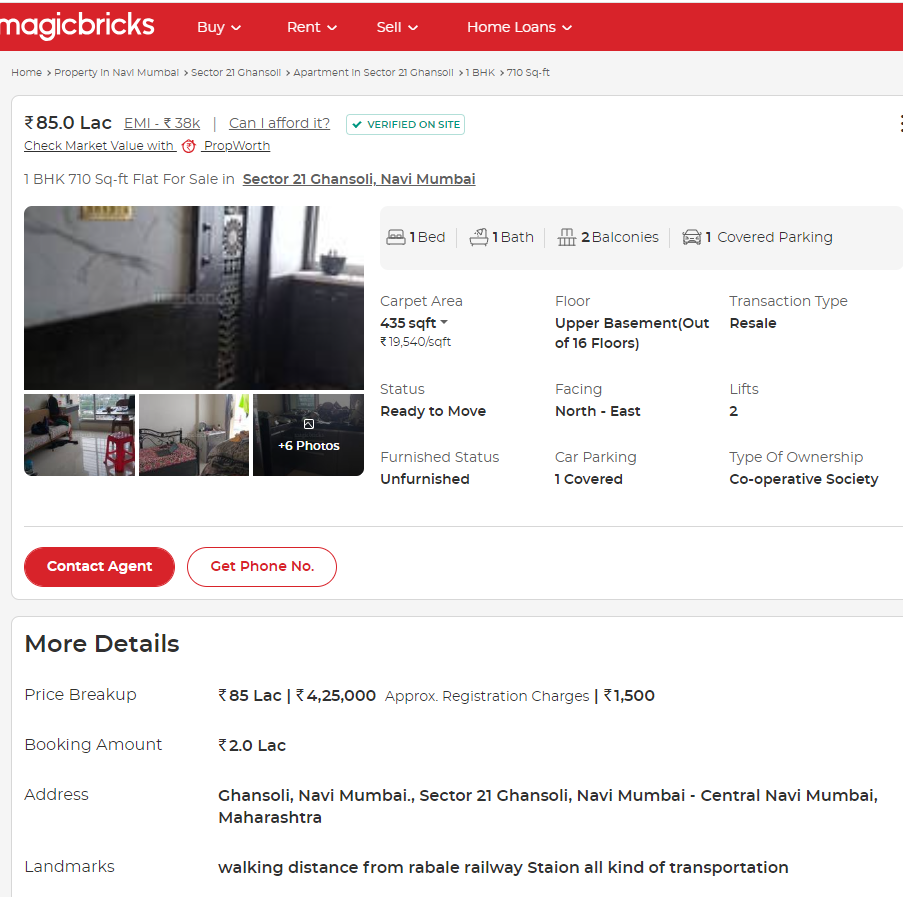 magicbricks
Buy Rent Sell Home Loans
Home > Property In Navi Mumbai > Sector 21 Ghansoli > Apartment In Sector 21 Ghansoli > 1 BHK > 710 Sq-ft
₹85.0 Lac EMI - ₹ 38k | Can I afford it? VERIFIED ON SITE
Check Market Value with PropWorth
1 BHK 710 Sq-ft Flat For Sale in Sector 21 Ghansoli, Navi Mumbai
1 Bed 1 Bath 2 Balconies 1 Covered Parking
magicbricks
Carpet Area Floor Transaction Type
435 sqft Upper Basement(Out Resale
₹19,540/sqft of 16 Floors)
Status Facing Lifts
Ready to Move North - East 2
+6 Photos
Furnished Status Car Parking Type Of Ownership
Unfurnished 1 Covered Co-operative Society
Contact Agent Get Phone No.
More Details
Price Breakup ₹85 Lac | ₹4,25,000 Approx. Registration Charges | ₹1,500
Booking Amount ₹2.0 Lac
Address Ghansoli, Navi Mumbai., Sector 21 Ghansoli, Navi Mumbai - Central Navi Mumbai,
Maharashtra
Landmarks walking distance from rabale railway Staion all kind of transportation